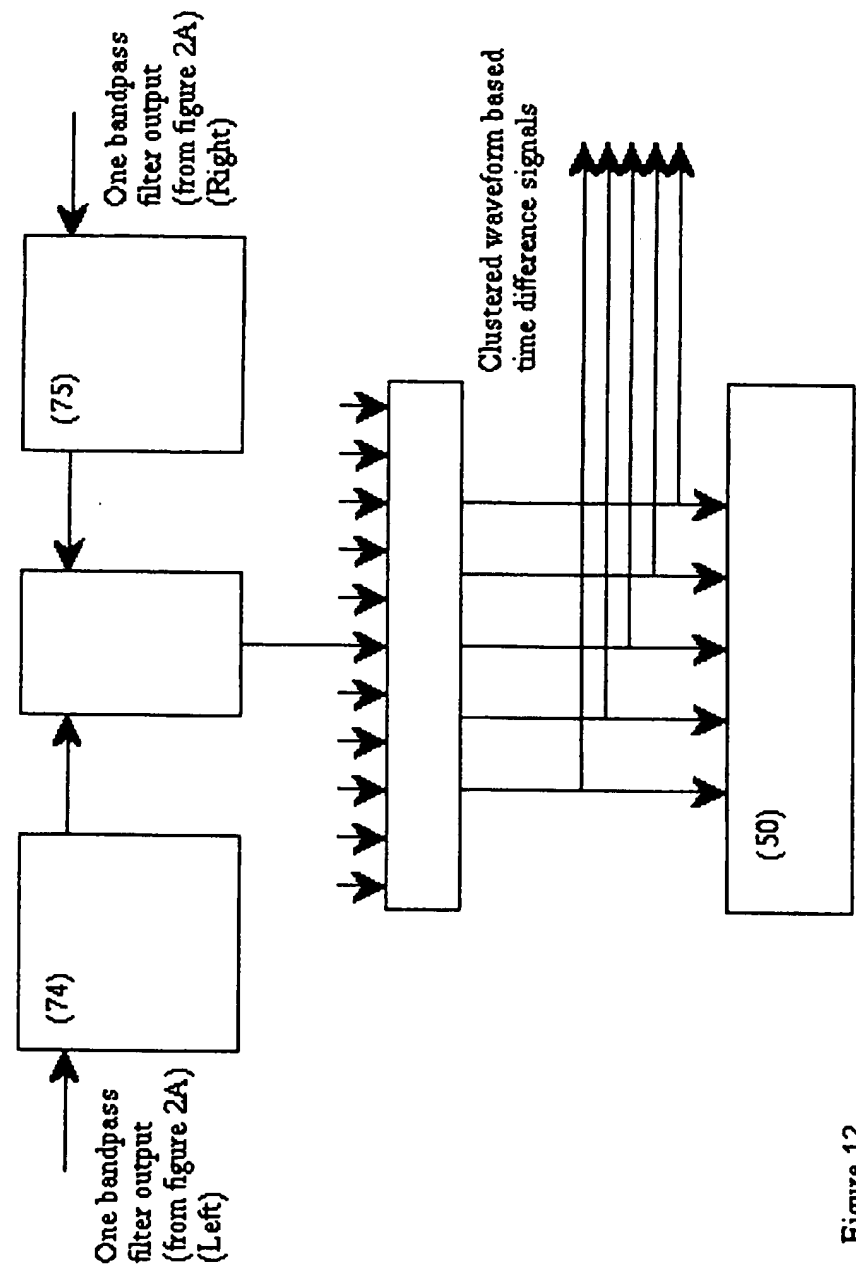 One bandpass
filter output
(from figure 2A)
(Left)
(74)
(75)
One bandpass
filter output
(from figure 2A)
(Right)
Clustered waveform based
time difference signals
(50)
Figure 12